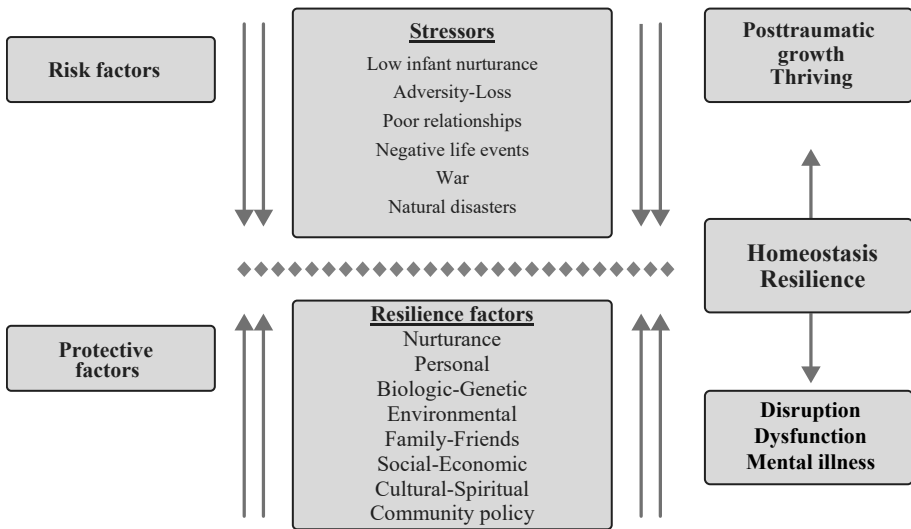 Risk factors
Stressors
Low infant nurturance
Adversity-Loss
Poor relationships
Negative life events
War
Natural disasters
Posttraumatic
growth
Thriving
Homeostasis
Resilience
Protective
factors
Resilience factors
Nurturance
Personal
Biologic-Genetic
Environmental
Family-Friends
Social-Economic
Cultural-Spiritual
Community policy
Disruption
Dysfunction
Mental illness